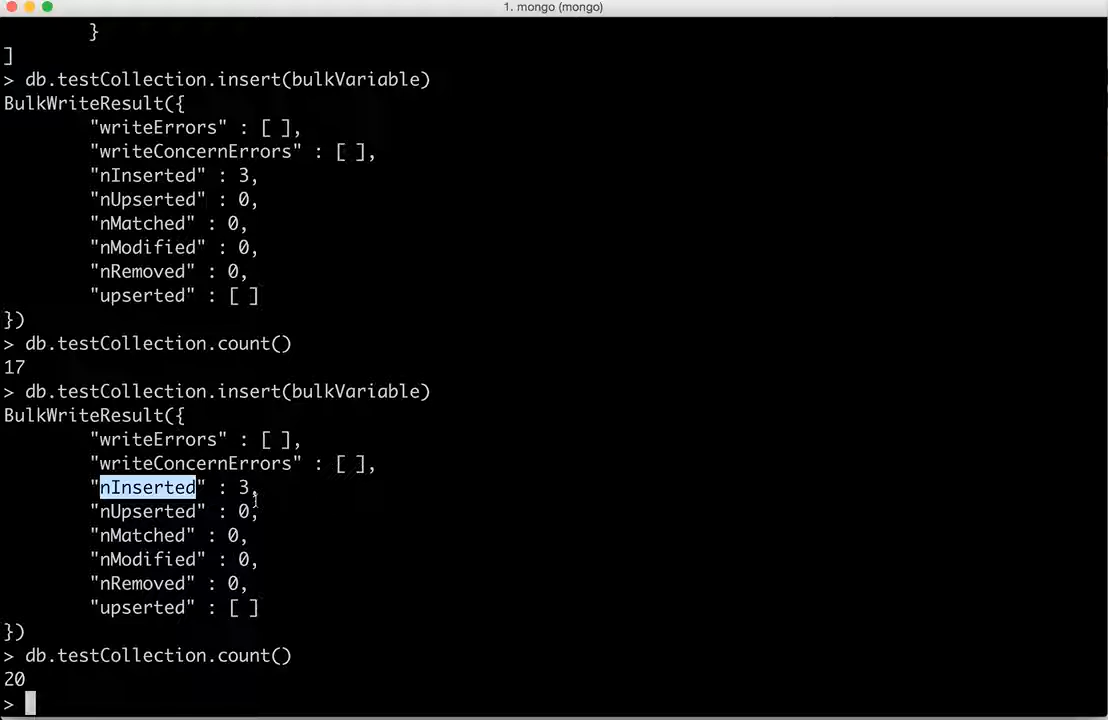 1. mongo (mongo)
}
]
> db.testCollection.insert(bulkVariable)
BulkWriteResult({
"writeErrors" : [ ],
"writeConcernErrors" : [ ],
"nInserted" : 3,
"nUpserted" : 0,
"nMatched" : 0,
"nModified" : 0,
"nRemoved" : 0,
"upserted" : [ ]
})
> db.testCollection.count()
17
> db.testCollection.insert(bulkVariable)
BulkWriteResult({
"writeErrors" : [ ],
"writeConcernErrors" : [ ],
"nInserted" : 3,
"nUpserted" : 0,
"nMatched" : 0,
"nModified" : 0,
"nRemoved" : 0,
"upserted" : [ ]
})
> db.testCollection.count()
20
>